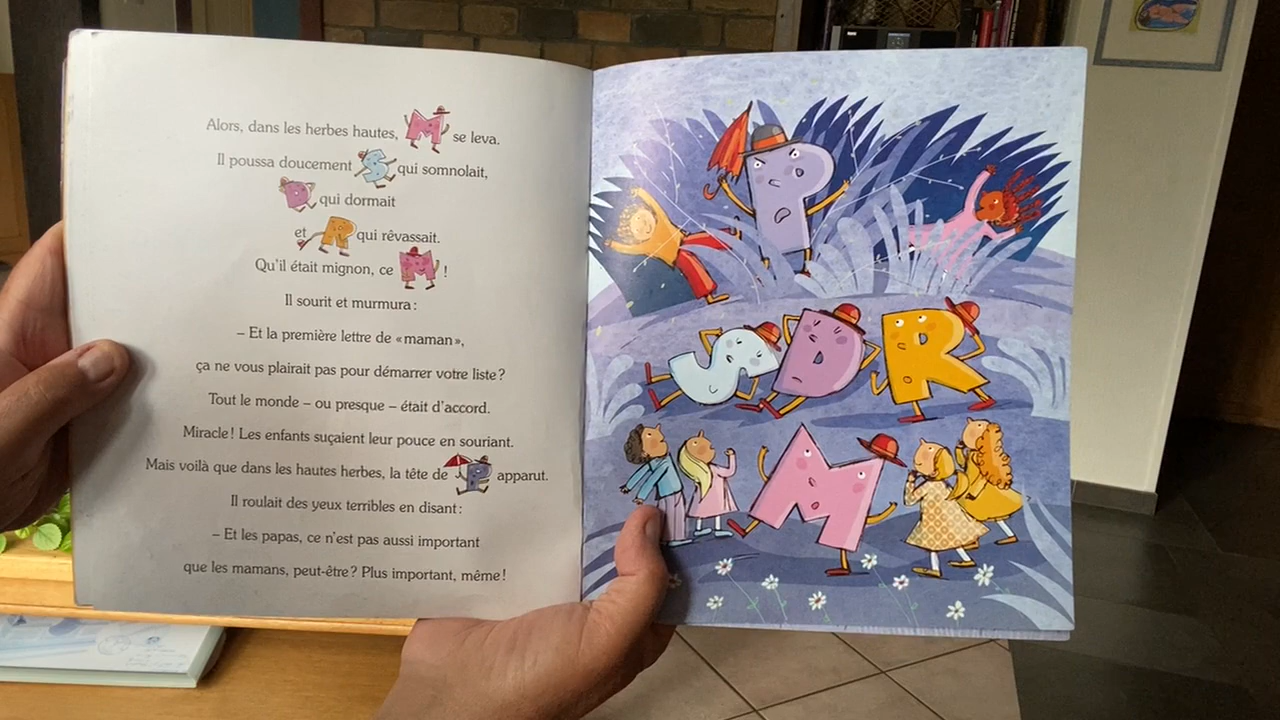 Alors, dans les herbes hautes, M se leva.
Il poussa doucement S qui somnolait,
D qui dormait
et R qui rêvassait.
Qu'il était mignon, ce M !
Il sourit et murmura :
– Et la première lettre de « maman »,
ça ne vous plairait pas pour démarrer votre liste ?
Tout le monde – ou presque – était d'accord.
Miracle ! Les enfants suçaient leur pouce en souriant.
Mais voilà que dans les hautes herbes, la tête de P apparut.
Il roulait des yeux terribles en disant :
– Et les papas, ce n'est pas aussi important
que les mamans, peut-être ? Plus important, même !
P
S D R
M